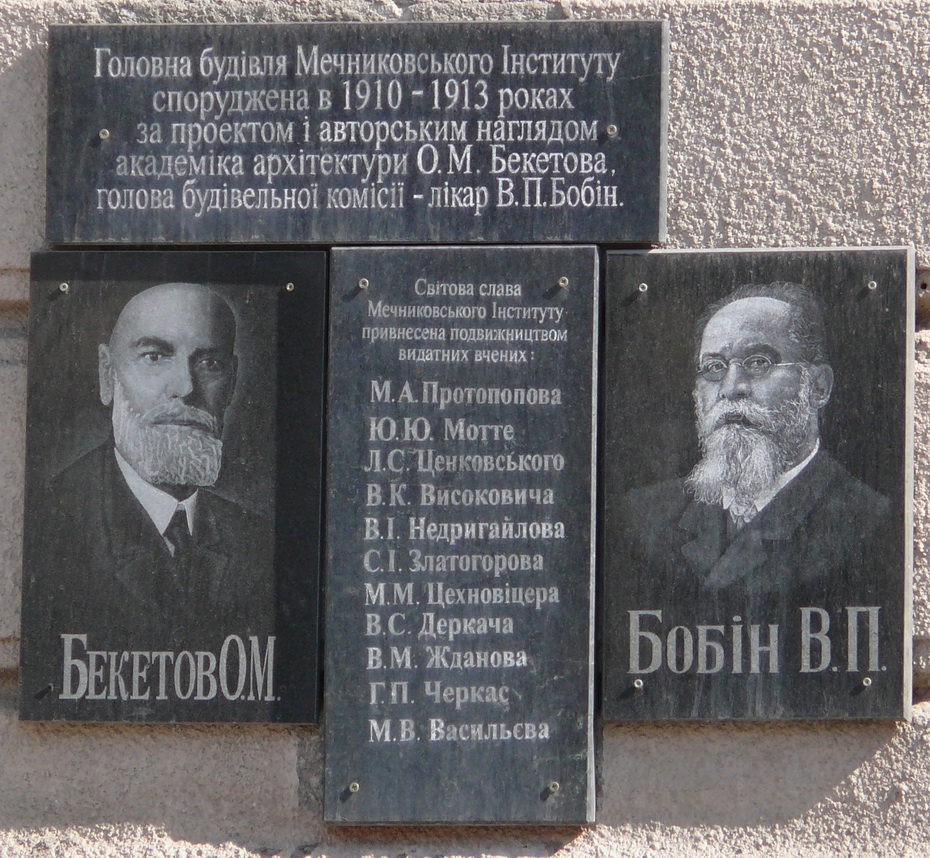 Головна будівля Мечниковського Інституту
споруджена в 1910 - 1913 роках
за проектом і авторським наглядом
академіка архітектури О.М. Бекетова,
голова будівельної комісії - лікар В.П.Бобін.
БЕКЕТОВ О.М.
Світова слава
Мечниковського Інституту
привнесена подвижництвом
видатних вчених :
М.А.Протопопова
Ю.Ю. Мотте
Л.С.Ценковського
В.К. Високовича
В.І. Недригайлова
С.І. Златогорова
М.М. Цехновіцера
В.С. Деркача
В.М. Жданова
Г.П. Черкас
М.В. Васильєва
Бобін В.П.